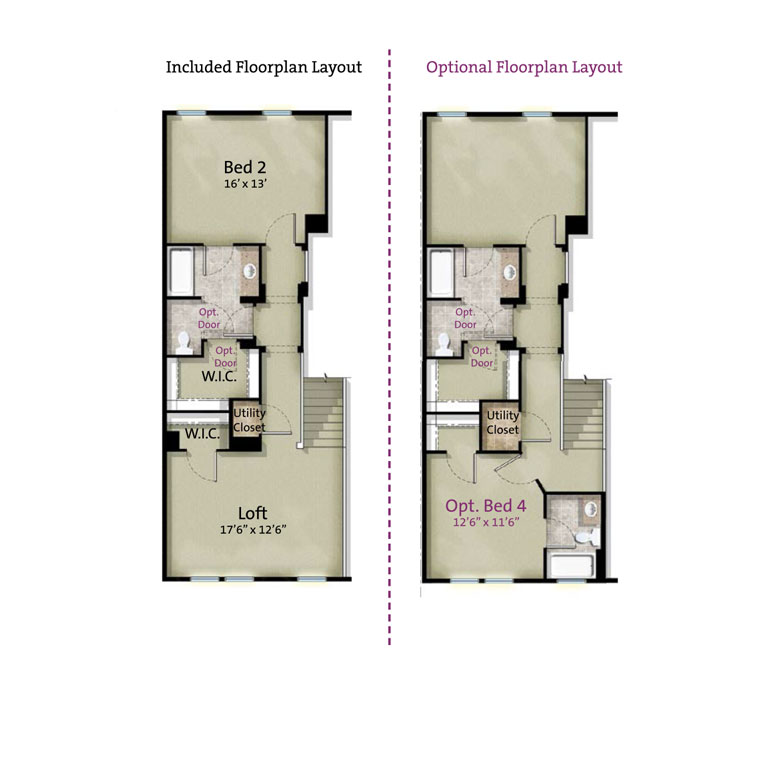 Included Floorplan Layout
Bed 2
16’ x 13’
Opt.
Door
Opt.
Door
W.I.C.
Utility
Closet
W.I.C.
Loft
17’6” x 12’6”
Optional Floorplan Layout
Opt.
Door
Opt.
Door
Utility
Closet
Opt. Bed 4
12’6” x 11’6”